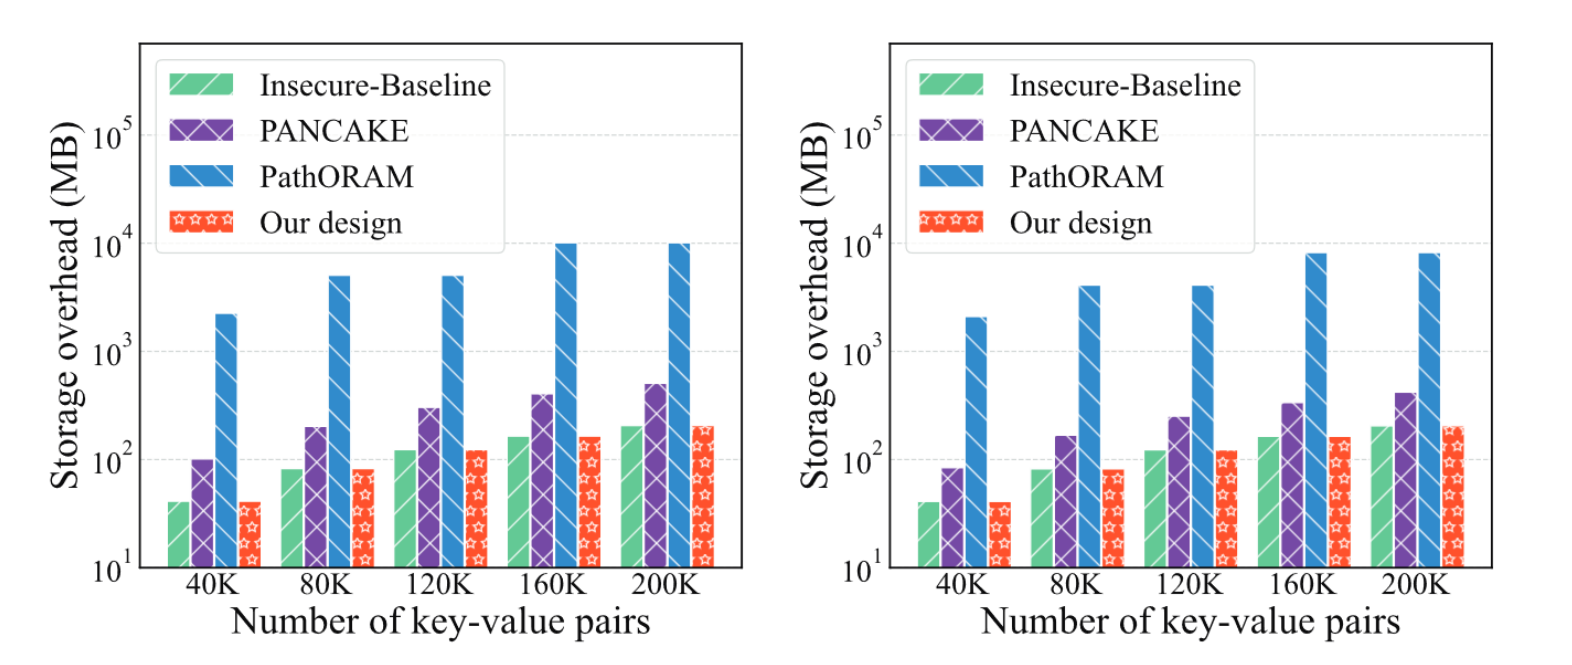 Insecure-Baseline
PANCAKE
PathORAM
Our design
Storage overhead (MB)
10^5
10^4
10^3
10^2
10^1
40K 80K 120K 160K 200K
Number of key-value pairs
Insecure-Baseline
PANCAKE
PathORAM
Our design
Storage overhead (MB)
10^5
10^4
10^3
10^2
10^1
40K 80K 120K 160K 200K
Number of key-value pairs